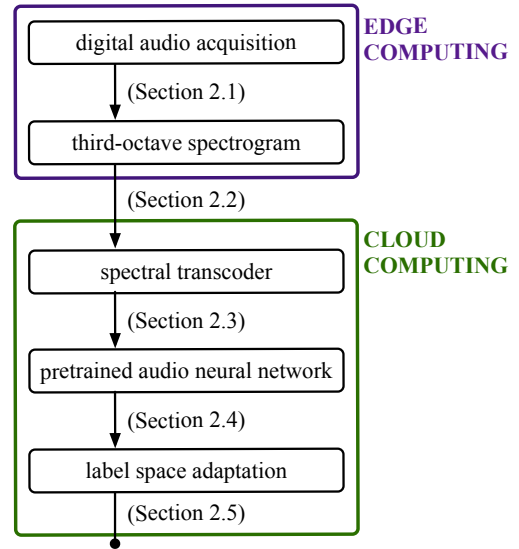 EDGE
COMPUTING
digital audio acquisition
(Section 2.1)
third-octave spectrogram
(Section 2.2)
CLOUD
COMPUTING
spectral transcoder
(Section 2.3)
pretrained audio neural network
(Section 2.4)
label space adaptation
(Section 2.5)